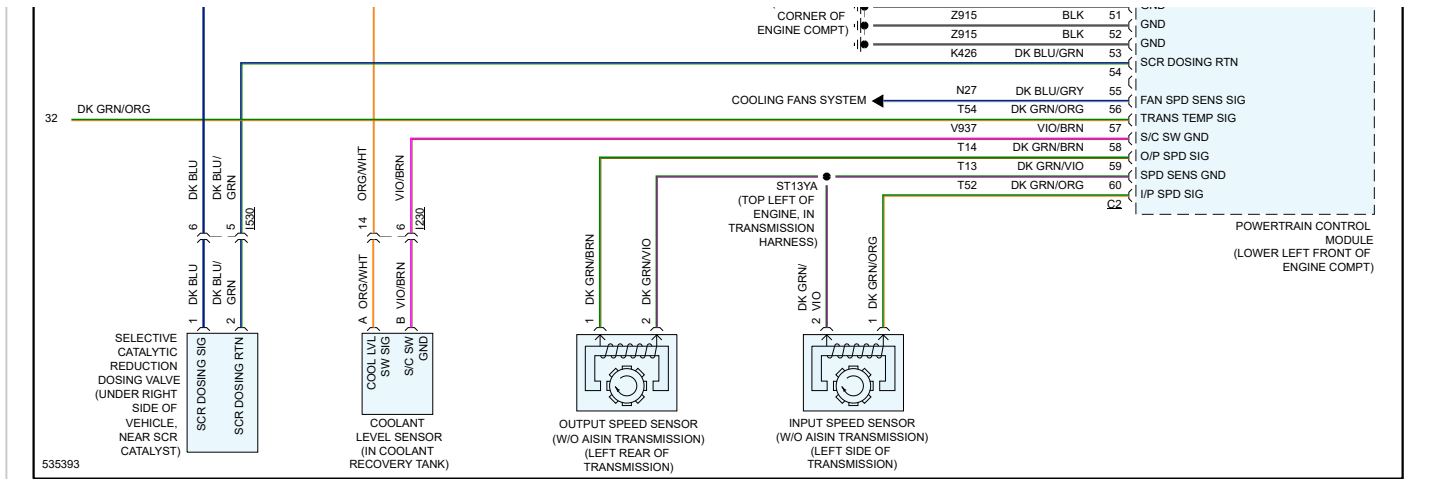 CORNER OF
ENGINE COMPT)
Z915 BLK 51
GND
Z915 BLK 52
GND
K426 DK BLU/GRN 53
SCR DOSING RTN
54
COOLING FANS SYSTEM
N27 DK BLU/GRY 55
FAN SPD SENS SIG
32
DK GRN/ORG
T54 DK GRN/ORG 56
TRANS TEMP SIG
V937 VIO/BRN 57
S/C SW GND
T14 DK GRN/BRN 58
O/P SPD SIG
T13 DK GRN/VIO 59
SPD SENS GND
T52 DK GRN/ORG 60
I/P SPD SIG
C2
POWERTRAIN CONTROL
MODULE
(LOWER LEFT FRONT OF
ENGINE COMPT)
ST13YA
(TOP LEFT OF
ENGINE, IN
TRANSMISSION
HARNESS)
6 DK BLU
5 DK BLU/
GRN
I530
14 ORG/WHT
6 VIO/BRN
I230
1 DK BLU
2 DK BLU/
GRN
A ORG/WHT
B VIO/BRN
1 DK GRN/BRN
2 DK GRN/VIO
2 DK GRN/
VIO
1 DK GRN/ORG
SCR DOSING SIG
SCR DOSING RTN
COOL LVL
SW SIG
S/C SW
GND
SELECTIVE
CATALYTIC
REDUCTION
DOSING VALVE
(UNDER RIGHT
SIDE OF
VEHICLE,
NEAR SCR
CATALYST)
COOLANT
LEVEL SENSOR
(IN COOLANT
RECOVERY TANK)
OUTPUT SPEED SENSOR
(W/O AISIN TRANSMISSION)
(LEFT REAR OF
TRANSMISSION)
INPUT SPEED SENSOR
(W/O AISIN TRANSMISSION)
(LEFT SIDE OF
TRANSMISSION)
535393